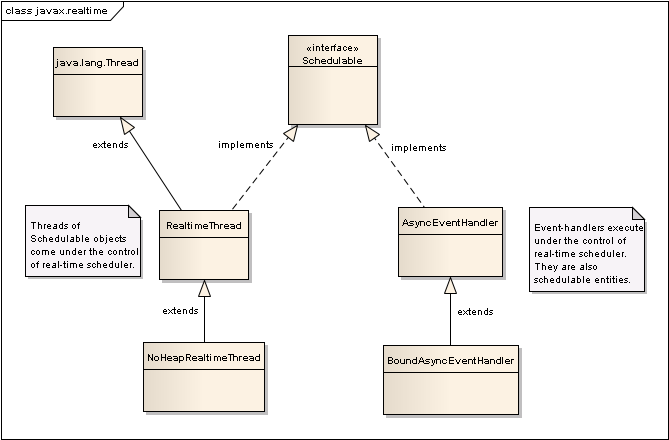 class javax.realtime
«interface»
Schedulable
java.lang.Thread
extends
implements
implements
Threads of
Schedulable objects
come under the control
of real-time scheduler.
RealtimeThread
AsyncEventHandler
Event-handlers execute
under the control of
real-time scheduler.
They are also
schedulable entities.
extends
extends
NoHeapRealtimeThread
BoundAsyncEventHandler